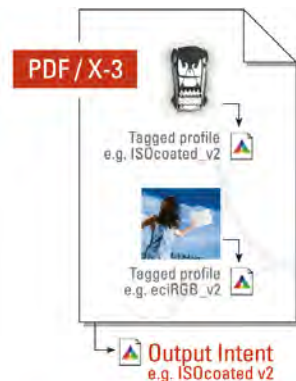 PDF / X-3
Tagged profile
e.g. ISOcoated_v2
Tagged profile
e.g. eciRGB_v2
Output Intent
e.g. ISOcoated v2